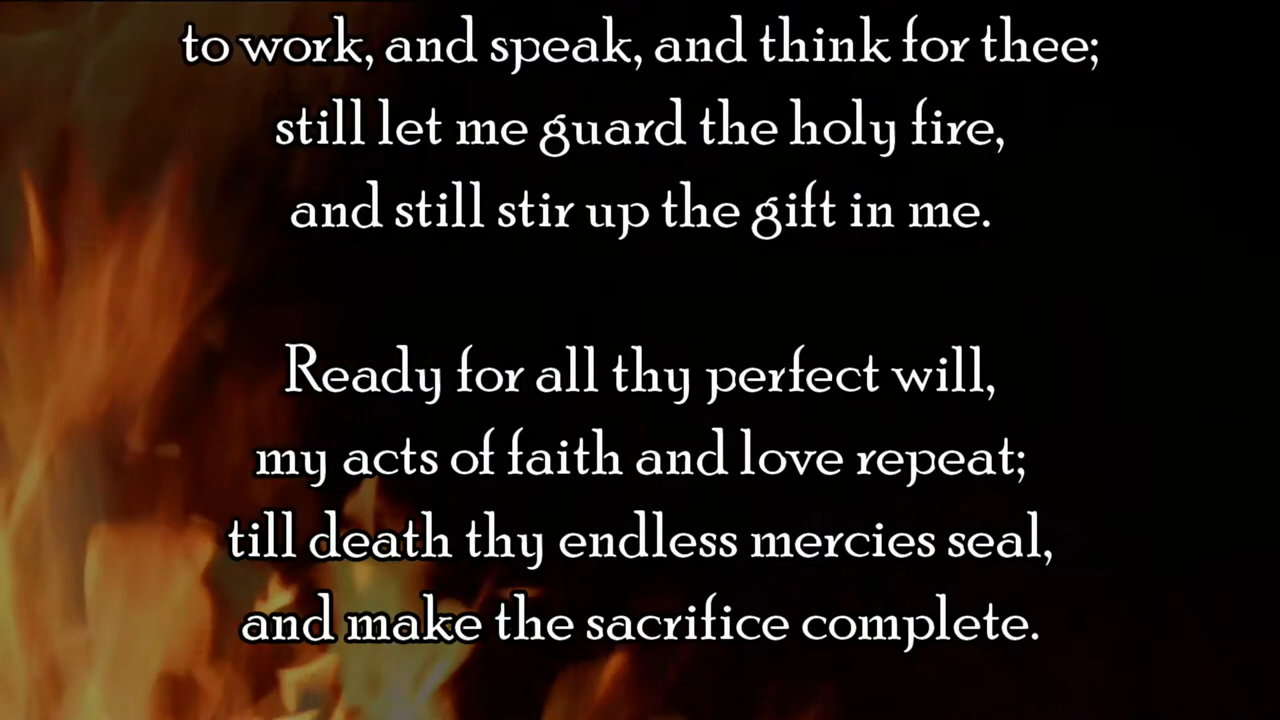 to work, and speak, and think for thee;
still let me guard the holy fire,
and still stir up the gift in me.
Ready for all thy perfect will,
my acts of faith and love repeat;
till death thy endless mercies seal,
and make the sacrifice complete.